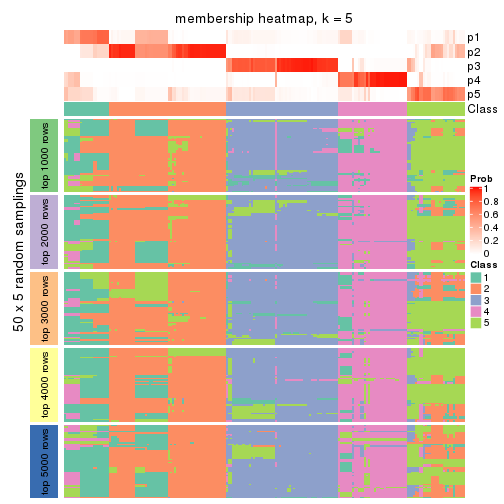 membership heatmap, k = 5
p1
p2
p3
p4
p5
Class
50 x 5 random samplings
top 1000 rows
top 2000 rows
top 3000 rows
top 4000 rows
top 5000 rows
Prob
1
0.8
0.6
0.4
0.2
0
Class
1
2
3
4
5